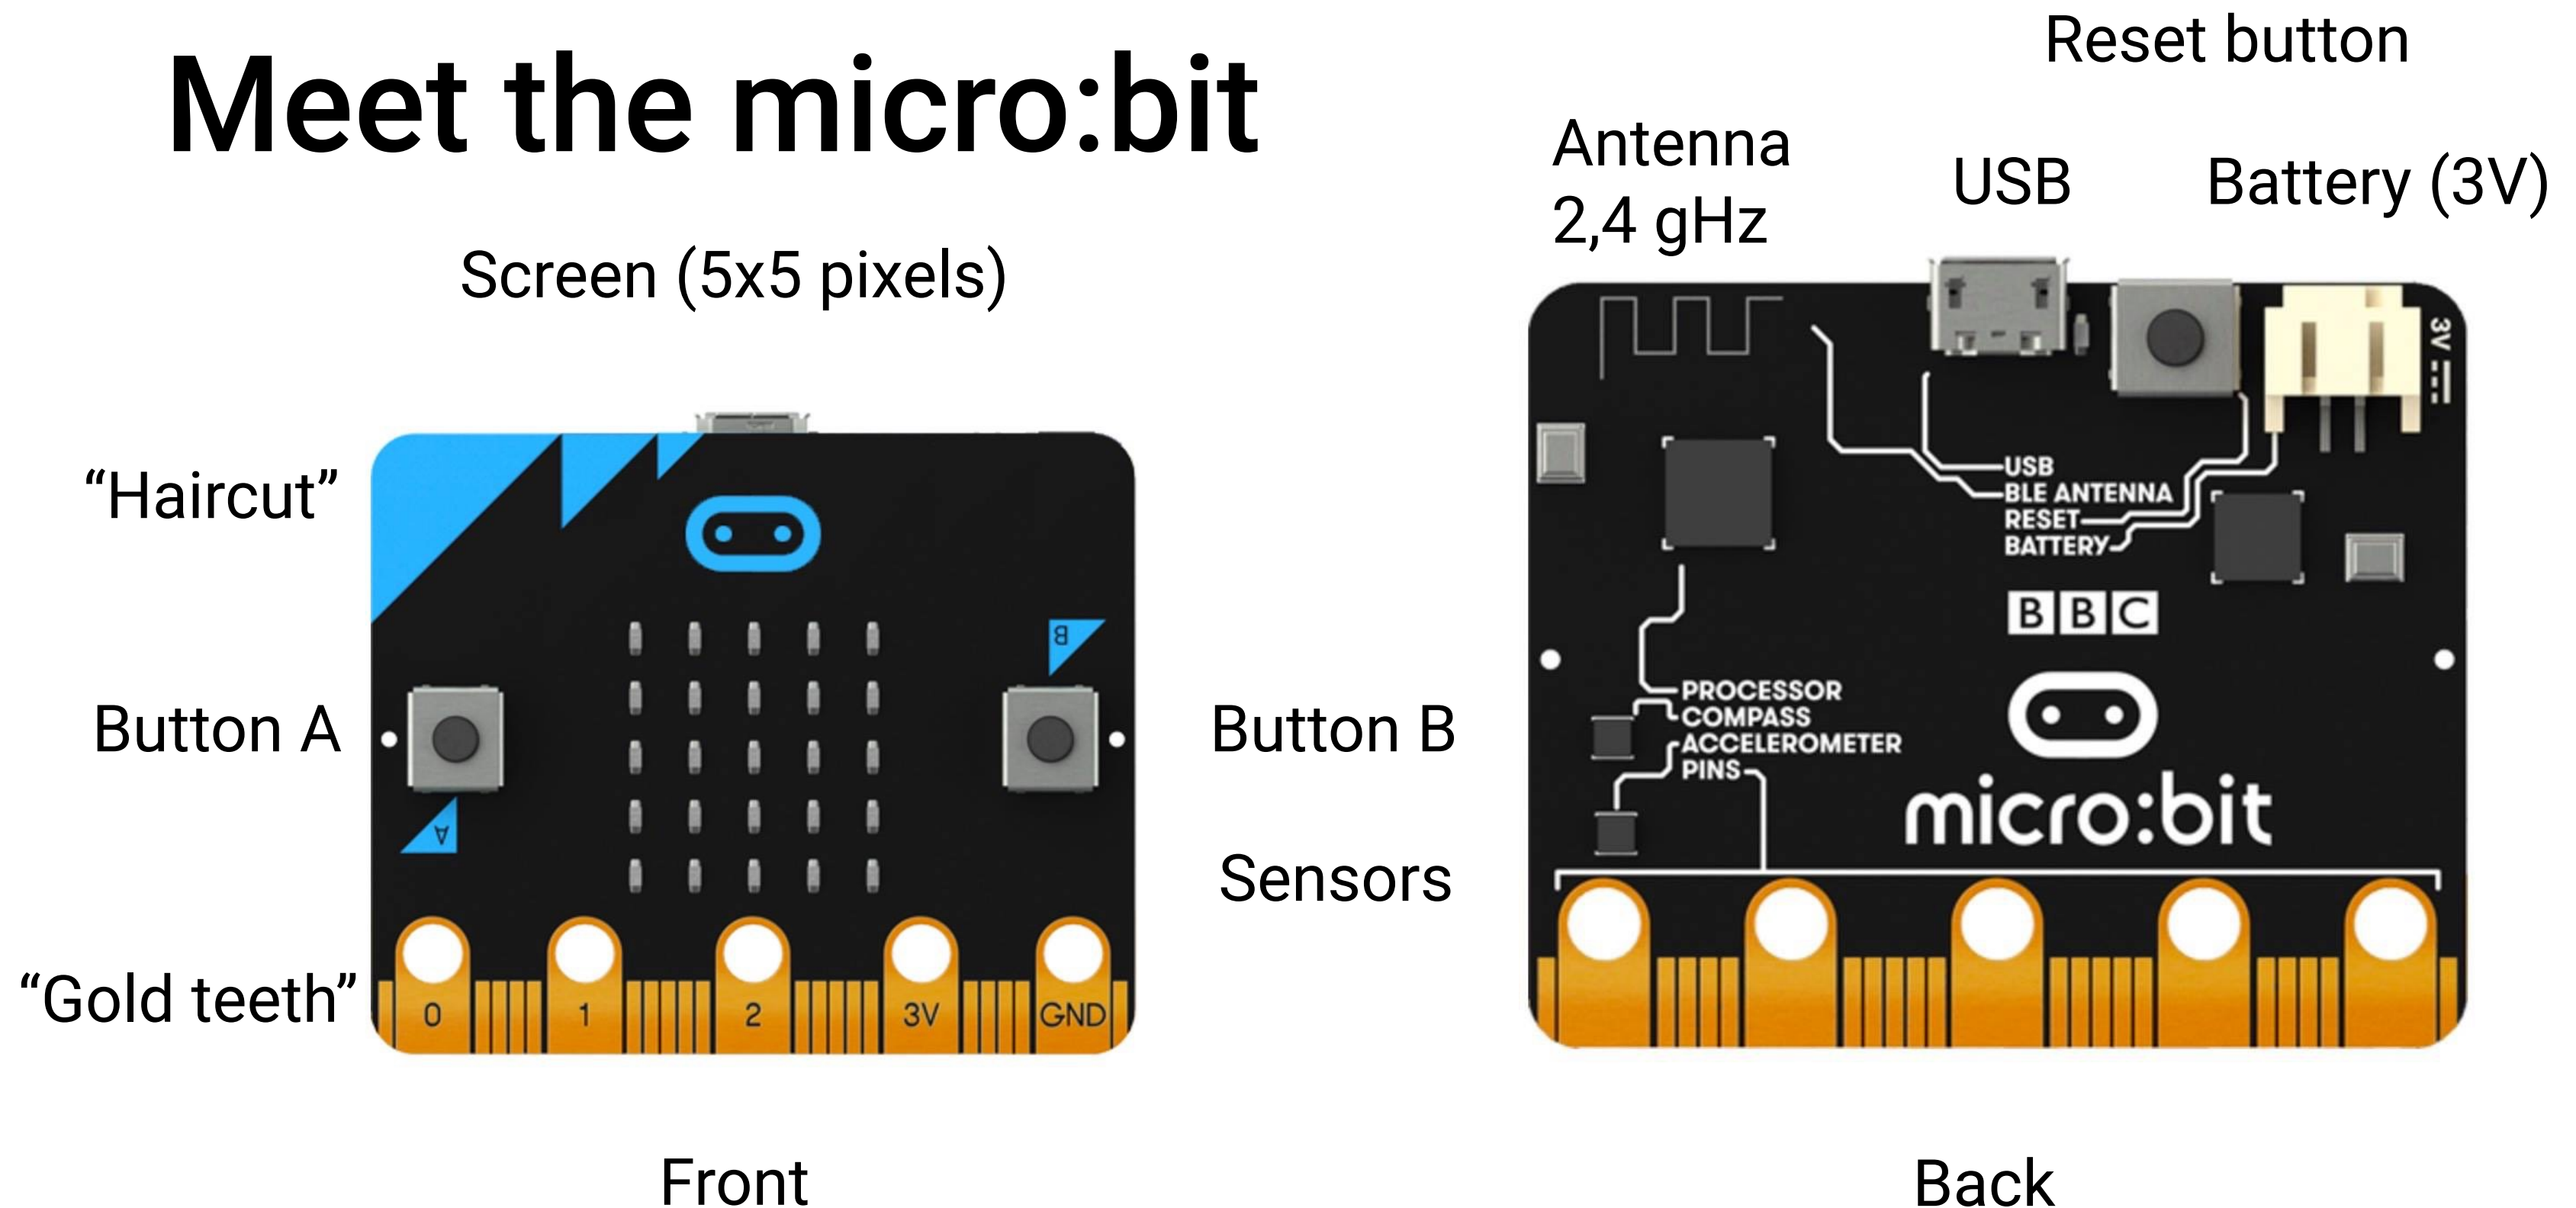 Meet the micro:bit
Screen (5x5 pixels)
“Haircut”
Button A
“Gold teeth”
B
A
0
1
2
3V
GND
Front
Reset button
Antenna
2,4 gHz
USB
Battery (3V)
Button B
Sensors
3V
USB
BLE ANTENNA
RESET
BATTERY
BBC
PROCESSOR
COMPASS
ACCELEROMETER
PINS
micro:bit
Back